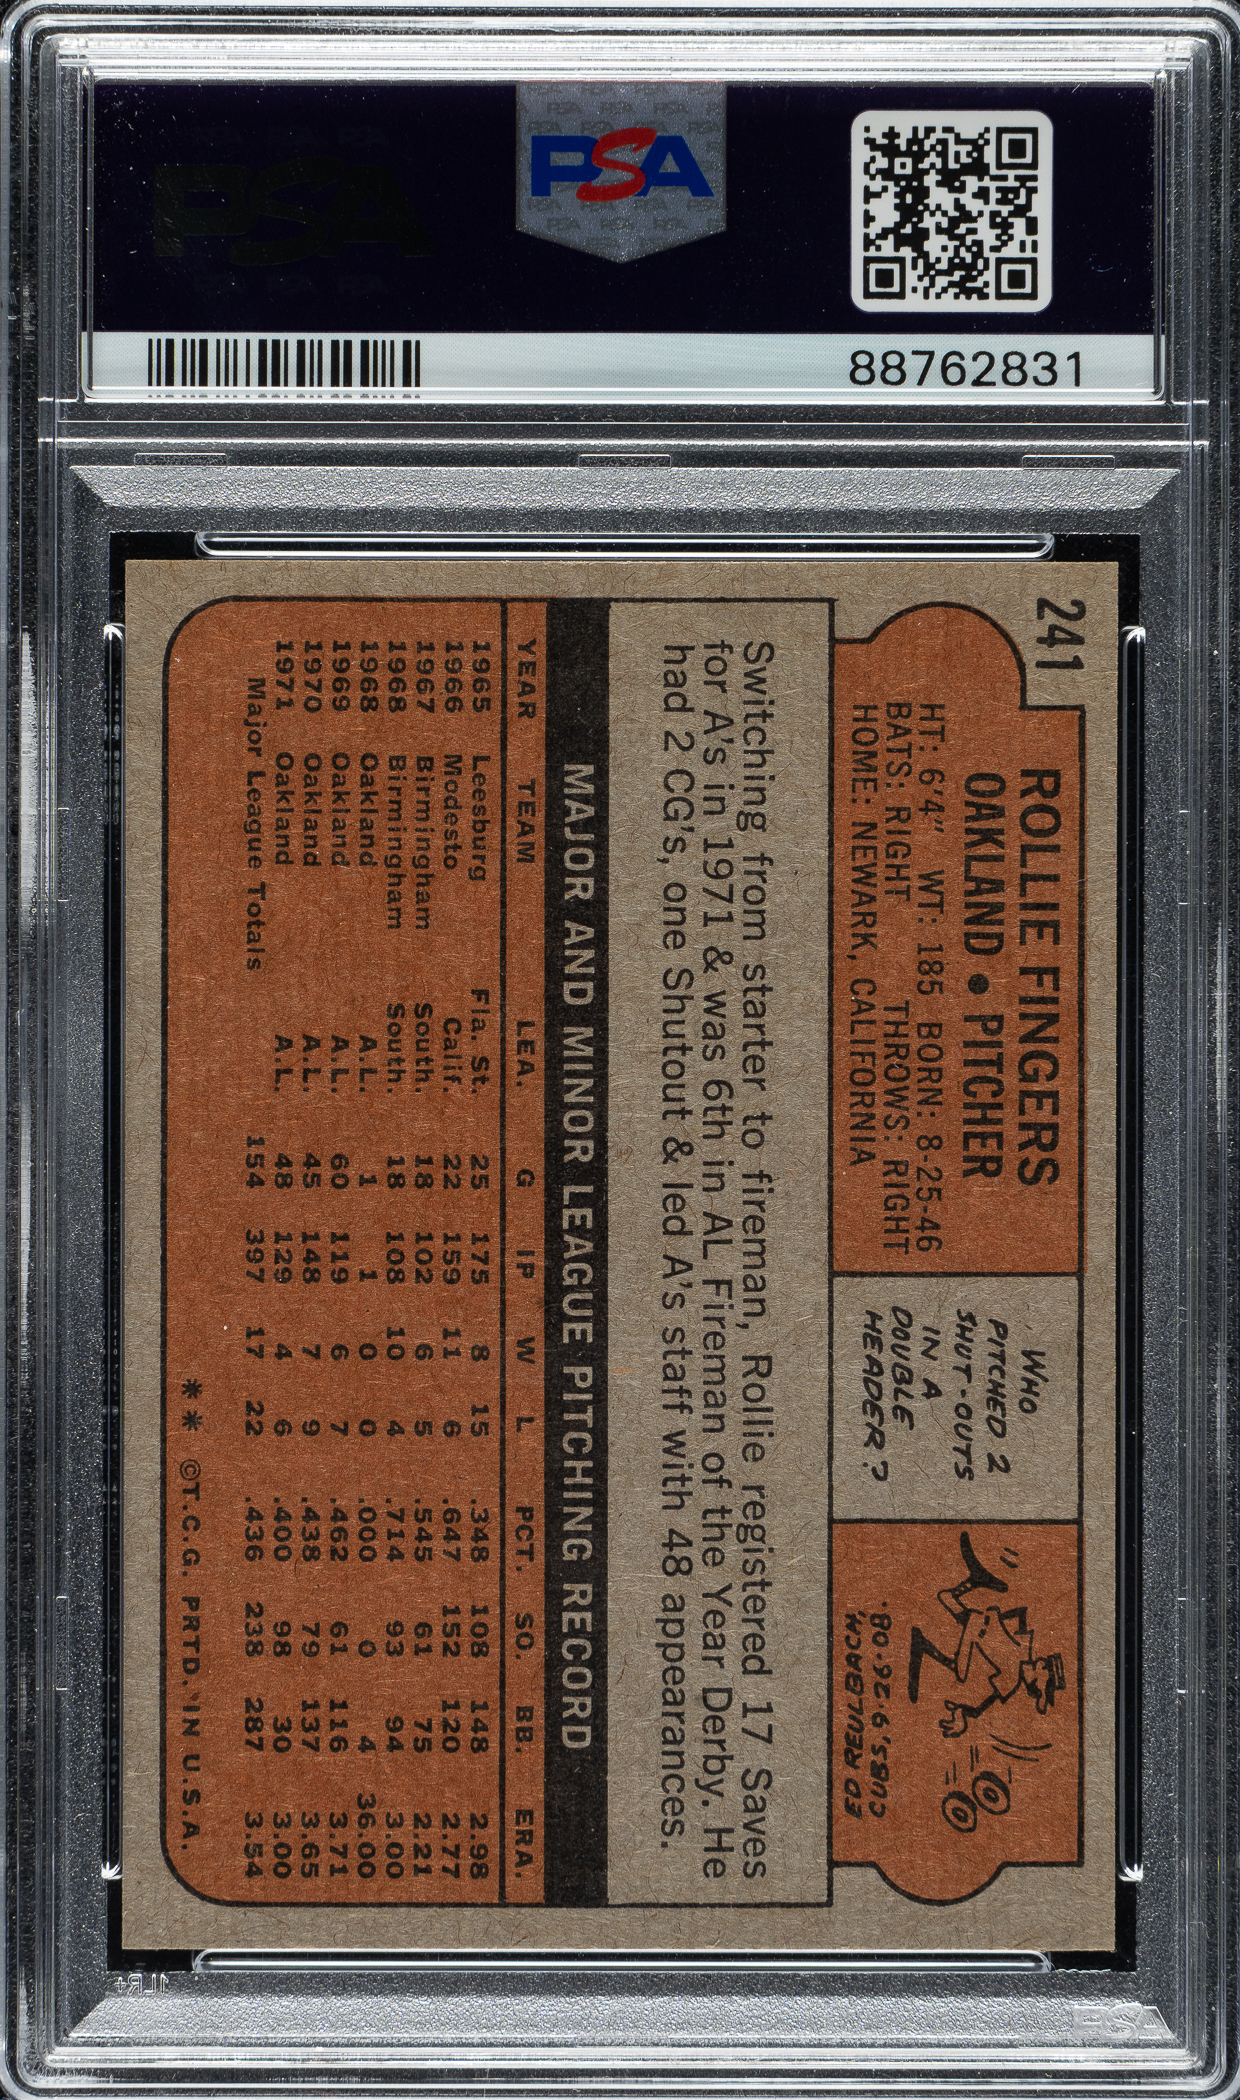 PSA
88762831
241
ROLLIE FINGERS
OAKLAND • PITCHER
HT: 6'4" WT: 185 BORN: 8-25-46
BATS: RIGHT THROWS: RIGHT
HOME: NEWARK, CALIFORNIA
WHO
PITCHED 2
SHUT-OUTS
IN A
DOUBLE
HEADER?
ED REULBACH,
CUBS, 9-26-08.
Switching from starter to fireman, Rollie registered 17 Saves
for A's in 1971 & was 6th in AL Fireman of the Year Derby. He
had 2 CG's, one Shutout & led A's staff with 48 appearances.
MAJOR AND MINOR LEAGUE PITCHING RECORD
YEAR TEAM LEA. G IP W L PCT. SO. BB. ERA.
1965 Leesburg Fla. St. 25 175 8 15 .348 108 148 2.98
1966 Modesto Calif. 22 159 11 6 .647 152 120 2.77
1967 Birmingham South. 18 102 6 5 .545 61 75 2.21
1968 Birmingham South. 18 108 10 4 .714 93 94 3.00
1968 Oakland A.L. 1 1 0 0 .000 0 4 36.00
1969 Oakland A.L. 60 119 6 7 .462 61 116 3.71
1970 Oakland A.L. 45 148 7 9 .438 79 137 3.65
1971 Oakland A.L. 48 129 4 6 .400 98 30 3.00
Major League Totals 154 397 17 22 .436 238 287 3.54
** ©T.C.G. PRTD. IN U.S.A.
1LR+
PSA